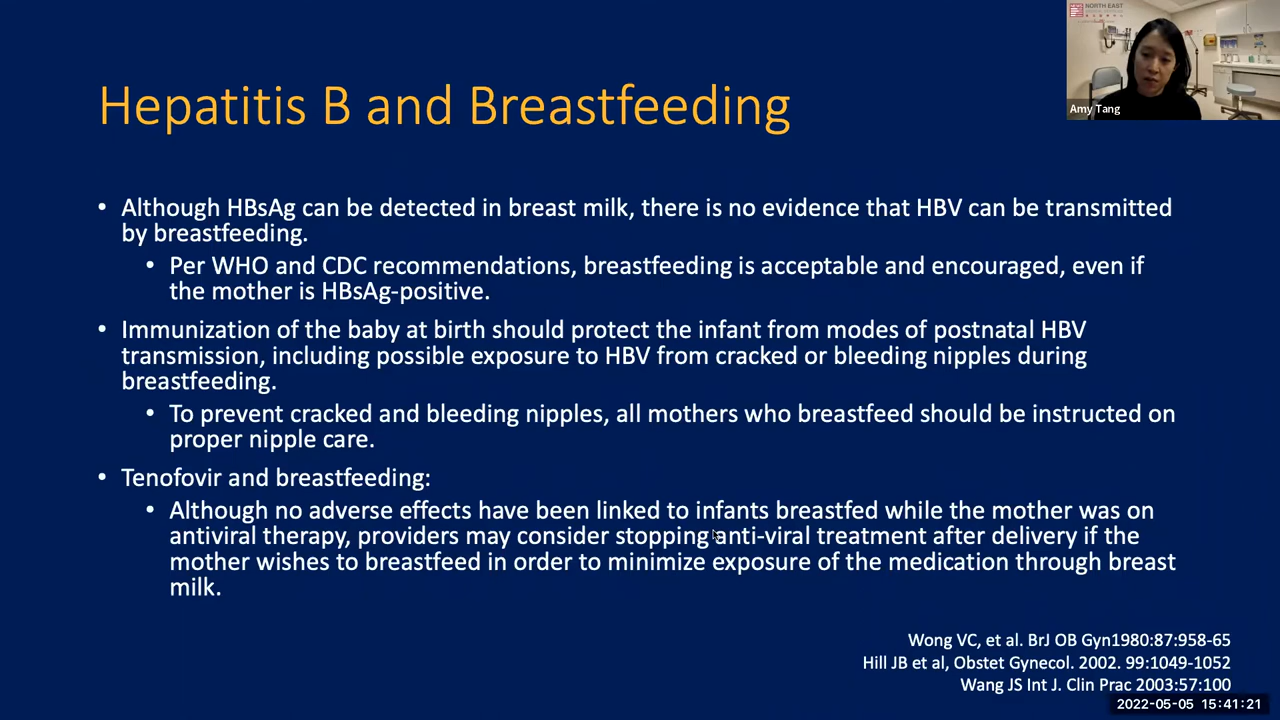 NORTH EAST
Amy Tang
Hepatitis B and Breastfeeding
• Although HBsAg can be detected in breast milk, there is no evidence that HBV can be transmitted
by breastfeeding.
• Per WHO and CDC recommendations, breastfeeding is acceptable and encouraged, even if
the mother is HBsAg-positive.
• Immunization of the baby at birth should protect the infant from modes of postnatal HBV
transmission, including possible exposure to HBV from cracked or bleeding nipples during
breastfeeding.
• To prevent cracked and bleeding nipples, all mothers who breastfeed should be instructed on
proper nipple care.
• Tenofovir and breastfeeding:
• Although no adverse effects have been linked to infants breastfed while the mother was on
antiviral therapy, providers may consider stopping anti-viral treatment after delivery if the
mother wishes to breastfeed in order to minimize exposure of the medication through breast
milk.
Wong VC, et al. BrJ OB Gyn1980:87:958-65
Hill JB et al, Obstet Gynecol. 2002. 99:1049-1052
Wang JS Int J. Clin Prac 2003:57:100
2022-05-05 15:41:21